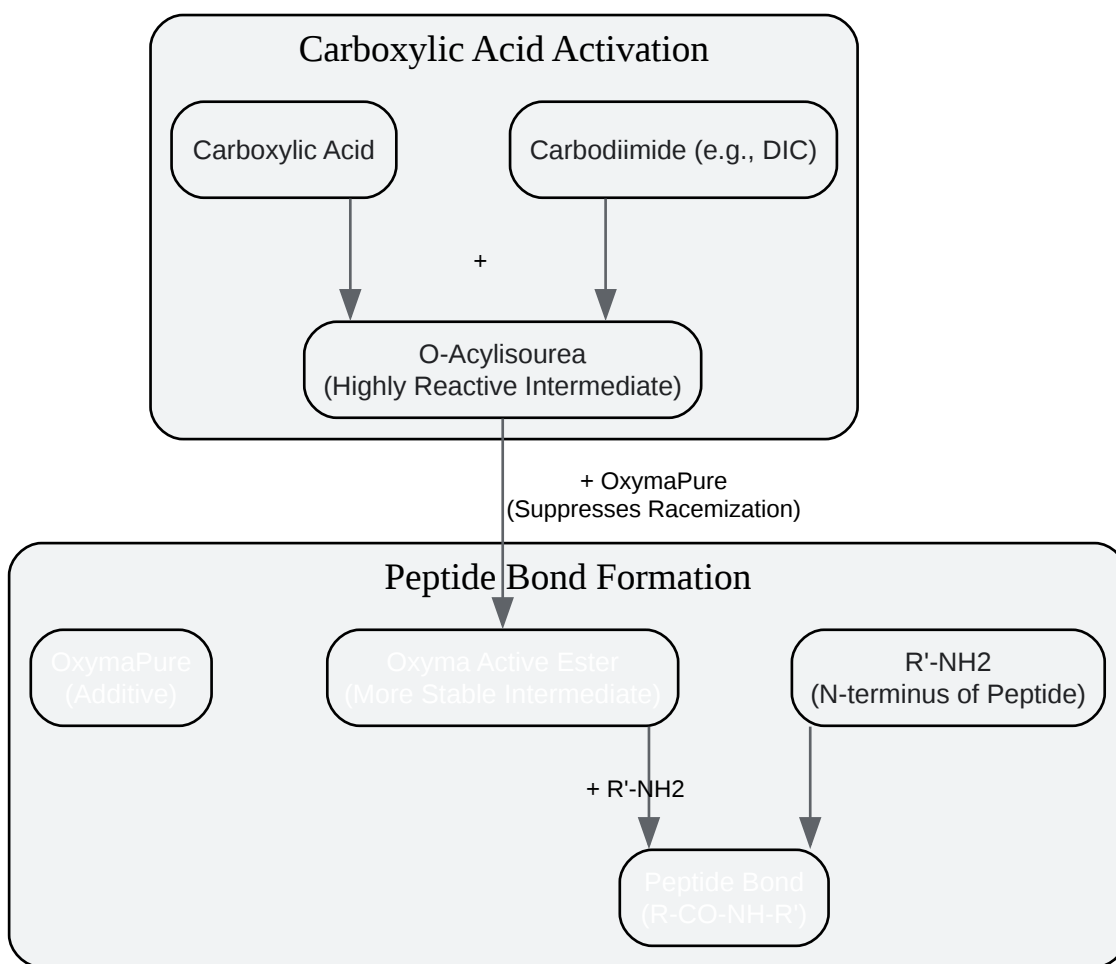 Carboxylic Acid Activation
Carboxylic Acid
Carbodiimide (e.g., DIC)
+
O-Acylisourea
(Highly Reactive Intermediate)
+ OxymaPure
(Suppresses Racemization)
Peptide Bond Formation
OxymaPure
(Additive)
Oxyma Active Ester
(More Stable Intermediate)
R'-NH2
(N-terminus of Peptide)
+ R'-NH2
Peptide Bond
(R-CO-NH-R')